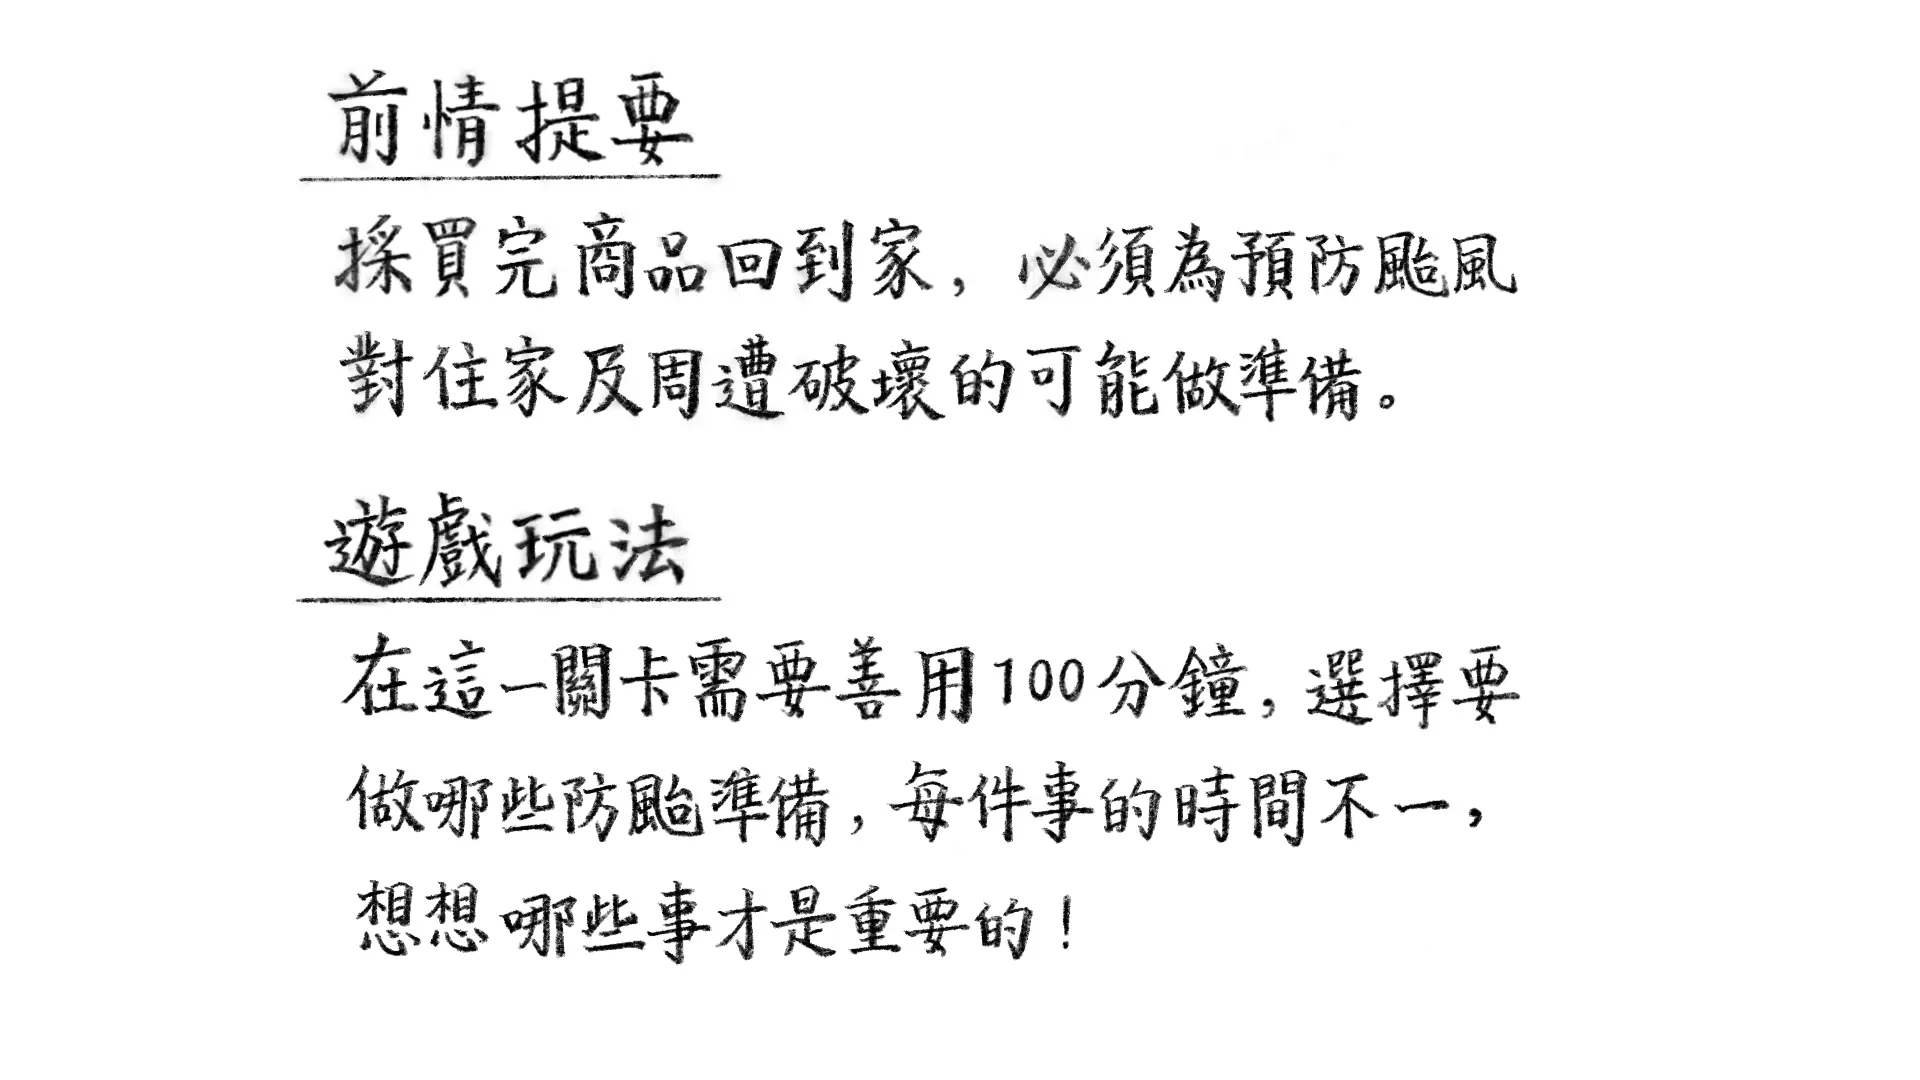 前情提要
採買完商品回到家，必須為預防颱風
對住家及周遭破壞的可能做準備。
遊戲玩法
在這一關卡需要善用100分鐘，選擇要
做哪些防颱準備，每件事的時間不一，
想想哪些事才是重要的！